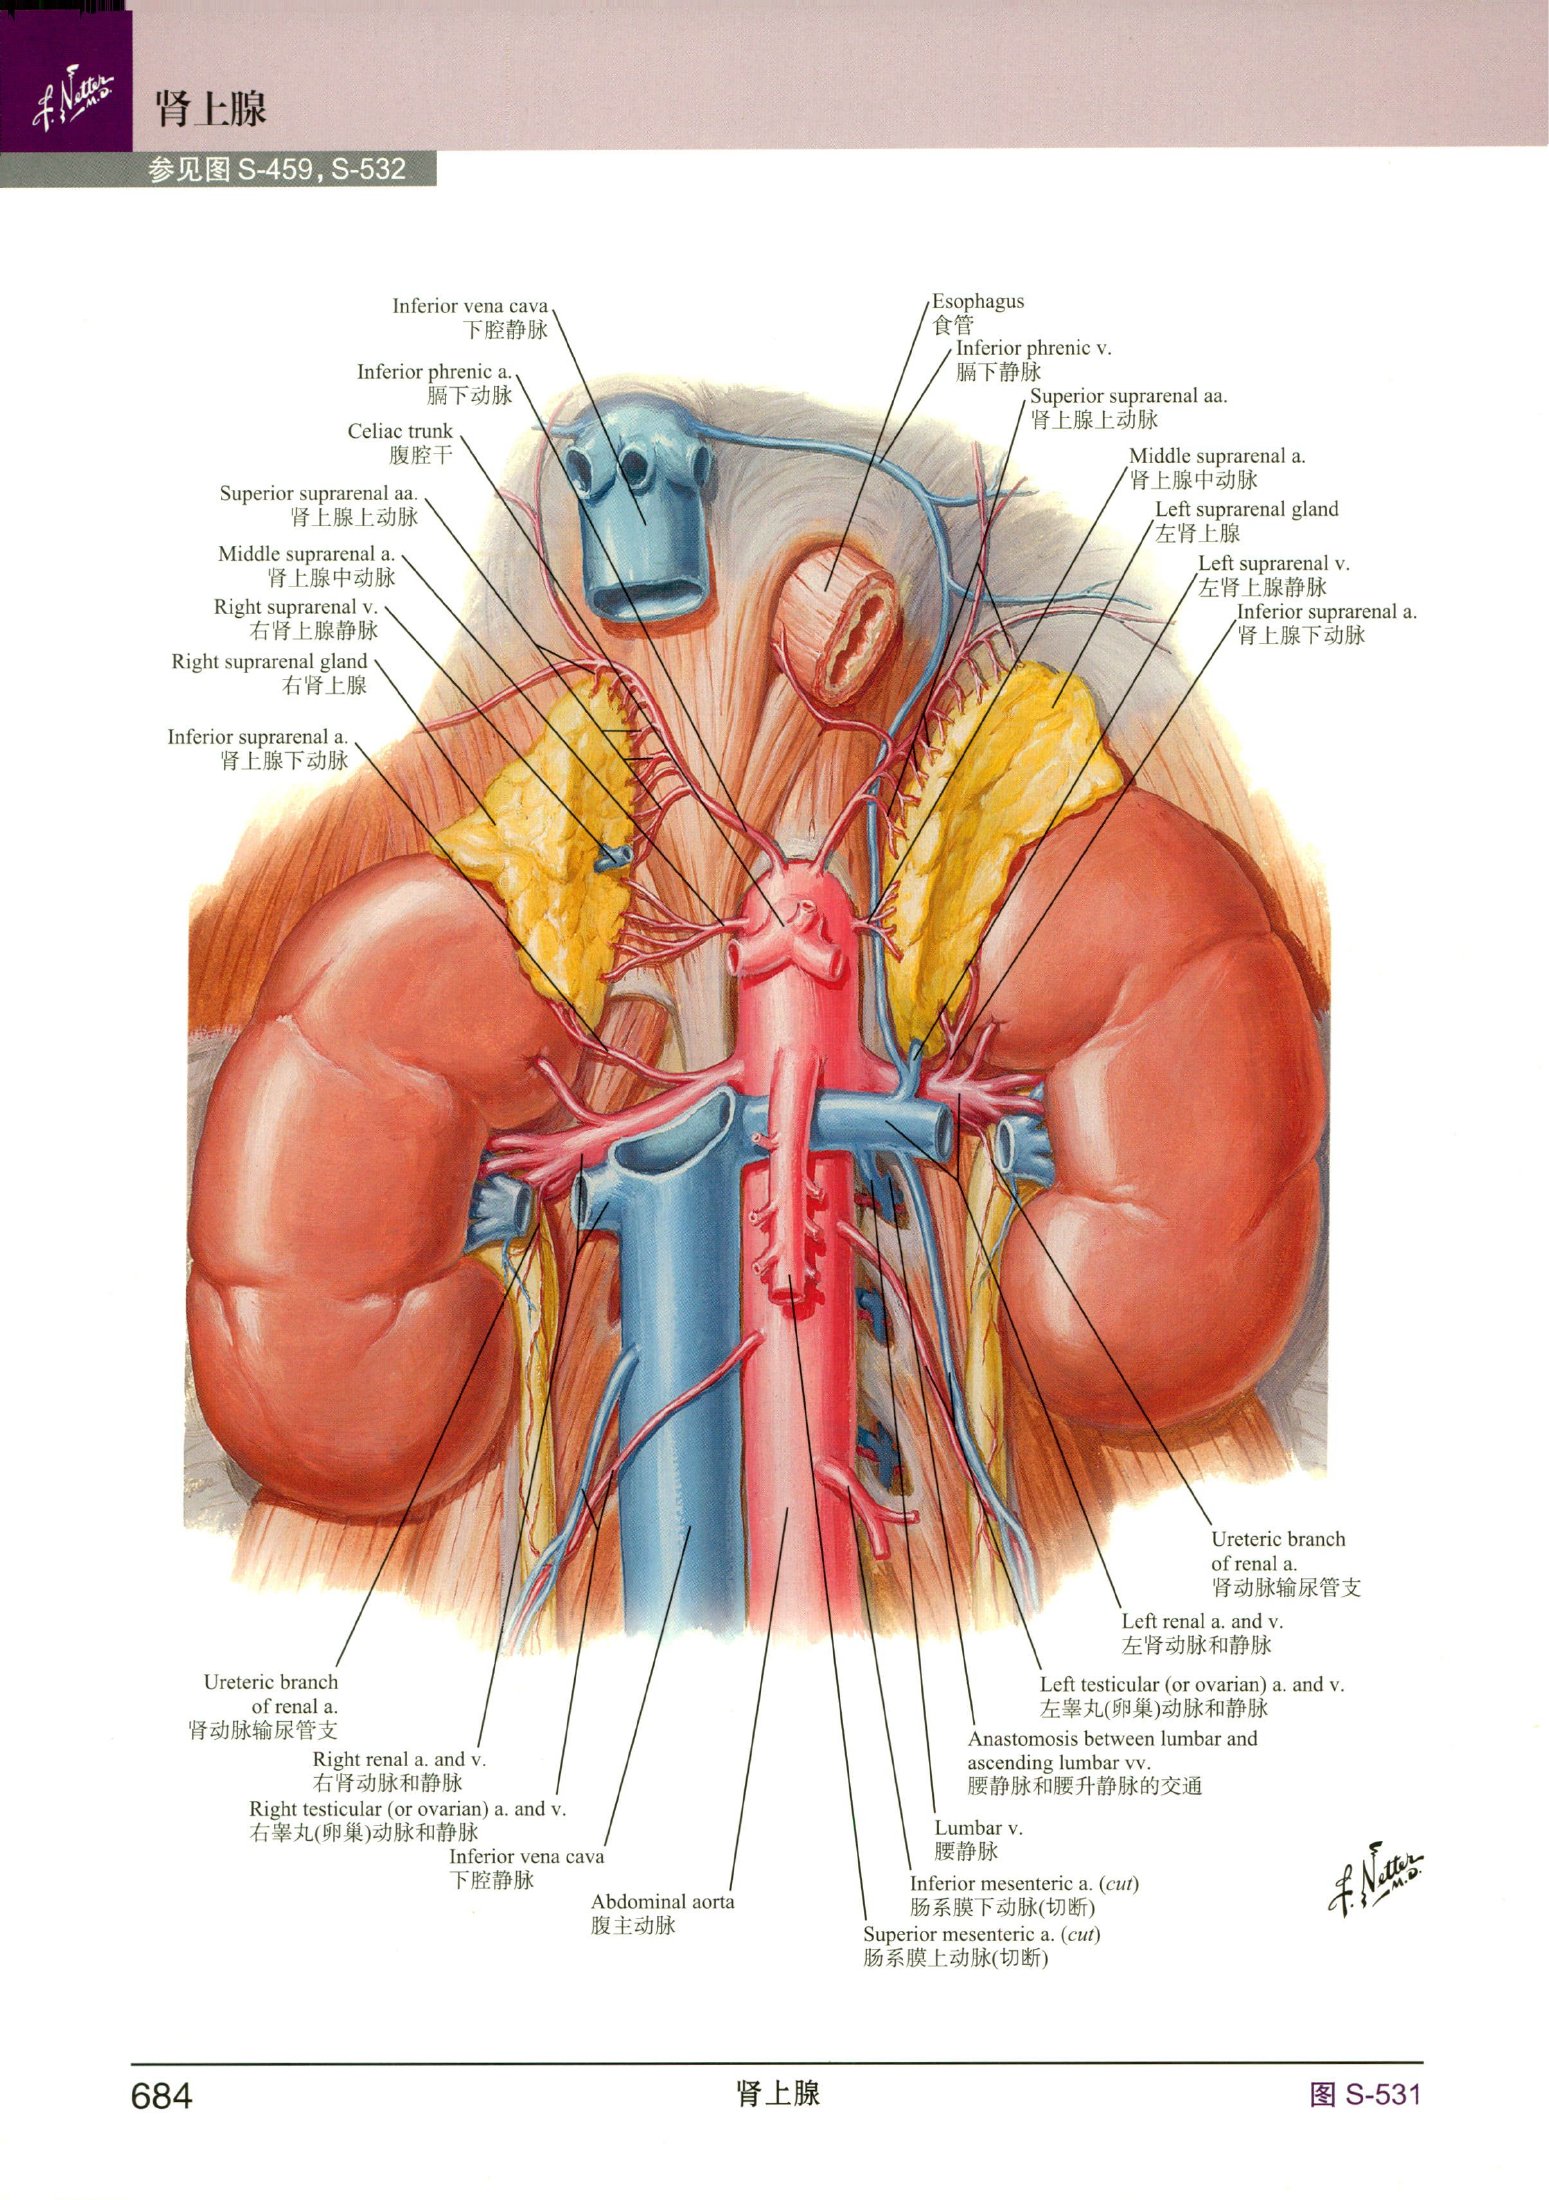 F. Netter M.D.
肾上腺
参见图 S-459, S-532
Inferior vena cava
下腔静脉
Inferior phrenic a.
膈下动脉
Celiac trunk
腹腔干
Superior suprarenal aa.
肾上腺上动脉
Middle suprarenal a.
肾上腺中动脉
Right suprarenal v.
右肾上腺静脉
Right suprarenal gland
右肾上腺
Inferior suprarenal a.
肾上腺下动脉
Esophagus
食管
Inferior phrenic v.
膈下静脉
Superior suprarenal aa.
肾上腺上动脉
Middle suprarenal a.
肾上腺中动脉
Left suprarenal gland
左肾上腺
Left suprarenal v.
左肾上腺静脉
Inferior suprarenal a.
肾上腺下动脉
Ureteric branch
of renal a.
肾动脉输尿管支
Right renal a. and v.
右肾动脉和静脉
Right testicular (or ovarian) a. and v.
右睾丸(卵巢)动脉和静脉
Inferior vena cava
下腔静脉
Abdominal aorta
腹主动脉
Ureteric branch
of renal a.
肾动脉输尿管支
Left renal a. and v.
左肾动脉和静脉
Left testicular (or ovarian) a. and v.
左睾丸(卵巢)动脉和静脉
Anastomosis between lumbar and
ascending lumbar vv.
腰静脉和腰升静脉的交通
Lumbar v.
腰静脉
Inferior mesenteric a. (cut)
肠系膜下动脉(切断)
Superior mesenteric a. (cut)
肠系膜上动脉(切断)
F. Netter M.D.
684
肾上腺
图 S-531